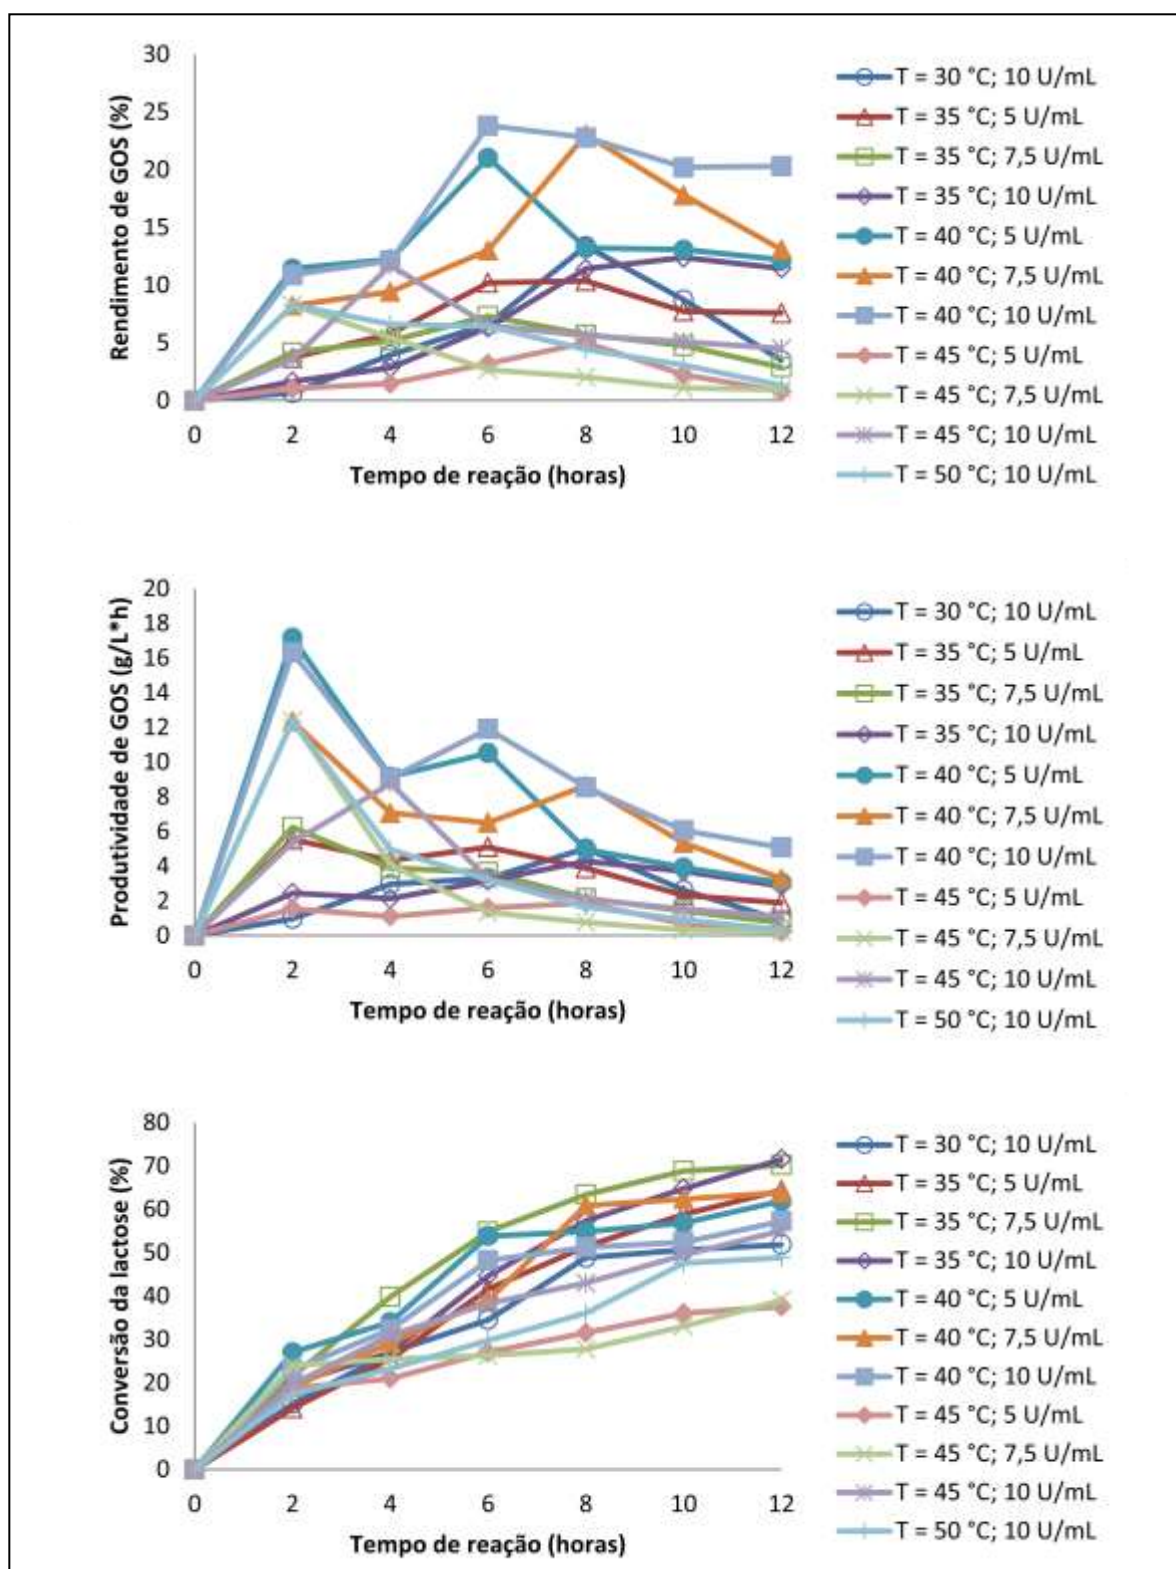 30
25
20
15
10
5
0
Rendimento de GOS (%)
0 2 4 6 8 10 12
Tempo de reação (horas)
T = 30 °C; 10 U/mL
T = 35 °C; 5 U/mL
T = 35 °C; 7,5 U/mL
T = 35 °C; 10 U/mL
T = 40 °C; 5 U/mL
T = 40 °C; 7,5 U/mL
T = 40 °C; 10 U/mL
T = 45 °C; 5 U/mL
T = 45 °C; 7,5 U/mL
T = 45 °C; 10 U/mL
T = 50 °C; 10 U/mL
20
18
16
14
12
10
8
6
4
2
0
Produtividade de GOS (g/L*h)
0 2 4 6 8 10 12
Tempo de reação (horas)
T = 30 °C; 10 U/mL
T = 35 °C; 5 U/mL
T = 35 °C; 7,5 U/mL
T = 35 °C; 10 U/mL
T = 40 °C; 5 U/mL
T = 40 °C; 7,5 U/mL
T = 40 °C; 10 U/mL
T = 45 °C; 5 U/mL
T = 45 °C; 7,5 U/mL
T = 45 °C; 10 U/mL
T = 50 °C; 10 U/mL
80
70
60
50
40
30
20
10
0
Conversão da lactose (%)
0 2 4 6 8 10 12
Tempo de reação (horas)
T = 30 °C; 10 U/mL
T = 35 °C; 5 U/mL
T = 35 °C; 7,5 U/mL
T = 35 °C; 10 U/mL
T = 40 °C; 5 U/mL
T = 40 °C; 7,5 U/mL
T = 40 °C; 10 U/mL
T = 45 °C; 5 U/mL
T = 45 °C; 7,5 U/mL
T = 45 °C; 10 U/mL
T = 50 °C; 10 U/mL